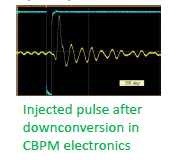 Injected pulse after
downconversion in
CBPM electronics